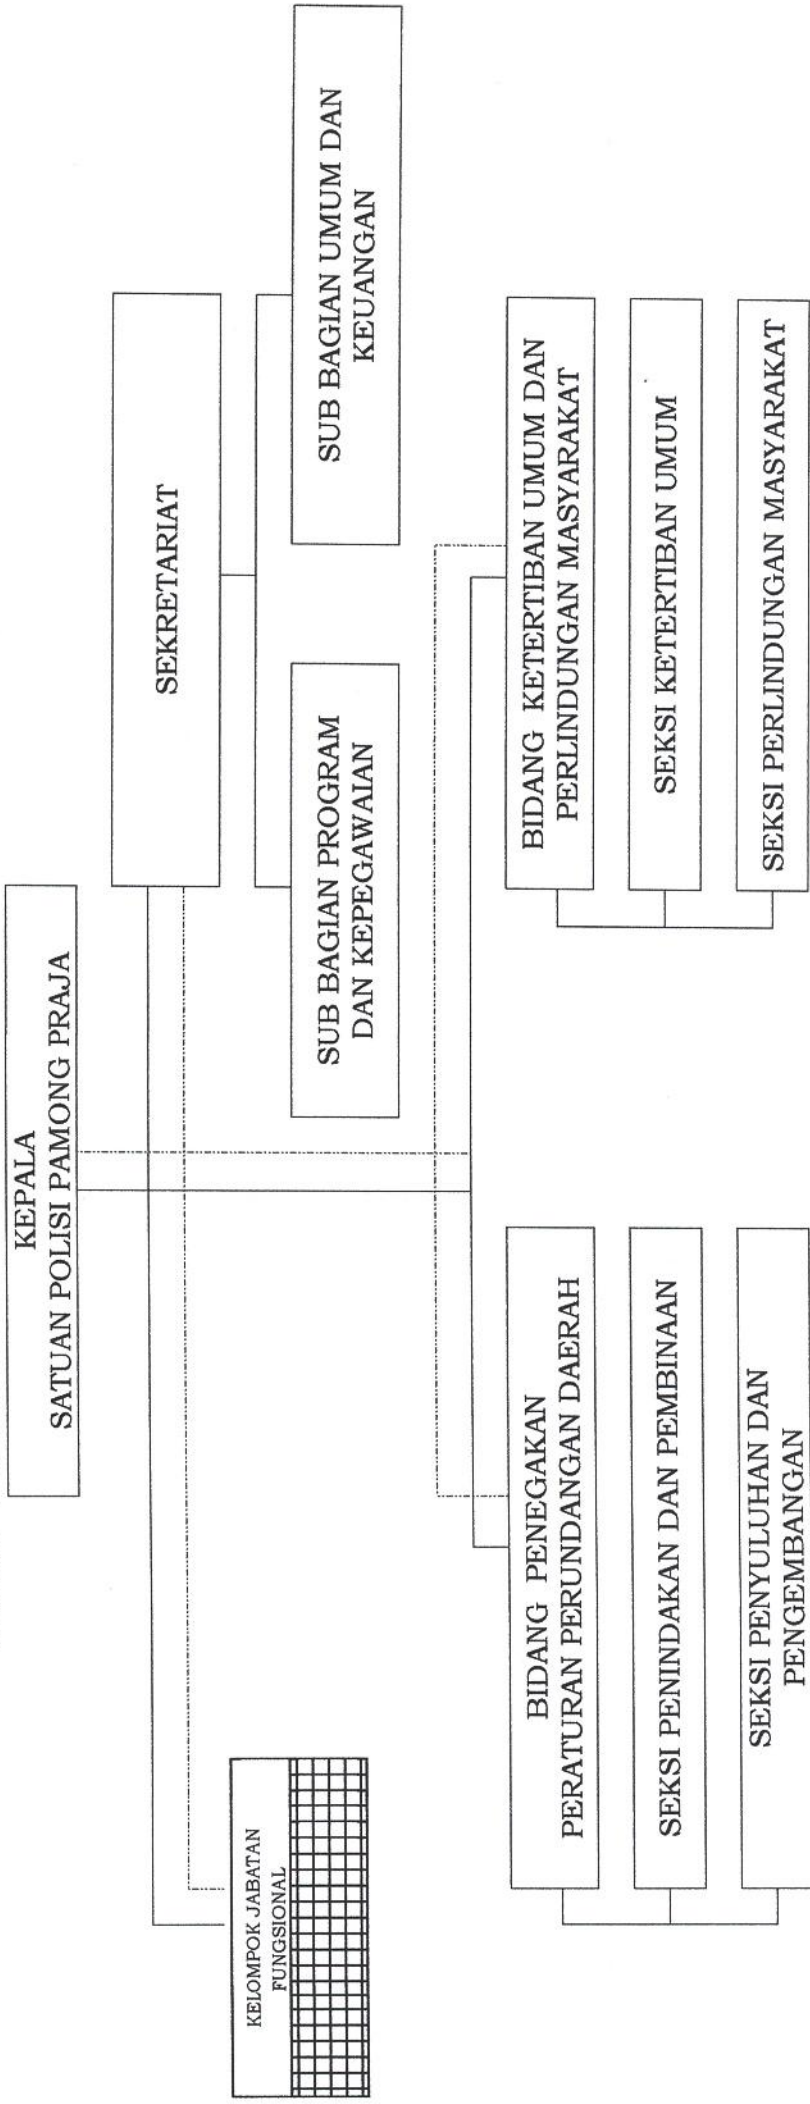 KEPALA
SATUAN POLISI PAMONG PRAJA
SEKRETARIAT
KELOMPOK JABATAN
FUNGSIONAL
SUB BAGIAN PROGRAM
DAN KEPEGAWAIAN
SUB BAGIAN UMUM DAN
KEUANGAN
BIDANG PENEGAKAN
PERATURAN PERUNDANGAN DAERAH
SEKSI PENINDAKAN DAN PEMBINAAN
SEKSI PENYULUHAN DAN
PENGEMBANGAN
BIDANG KETERTIBAN UMUM DAN
PERLINDUNGAN MASYARAKAT
SEKSI KETERTIBAN UMUM
SEKSI PERLINDUNGAN MASYARAKAT